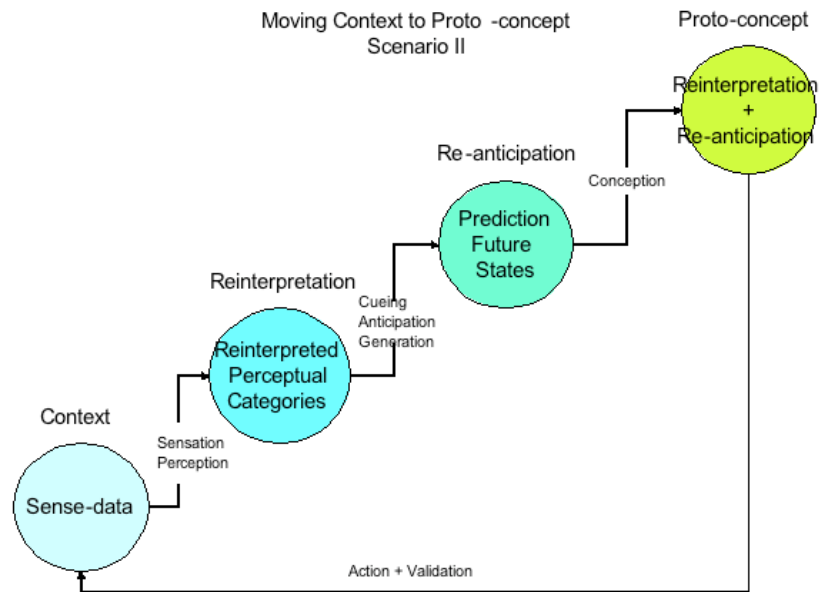 Moving Context to Proto -concept
Scenario II
Proto-concept
Reinterpretation
+
Re-anticipation
Re-anticipation
Conception
Prediction
Future
States
Reinterpretation
Cueing
Anticipation
Generation
Reinterpreted
Perceptual
Categories
Context
Sensation
Perception
Sense-data
Action + Validation